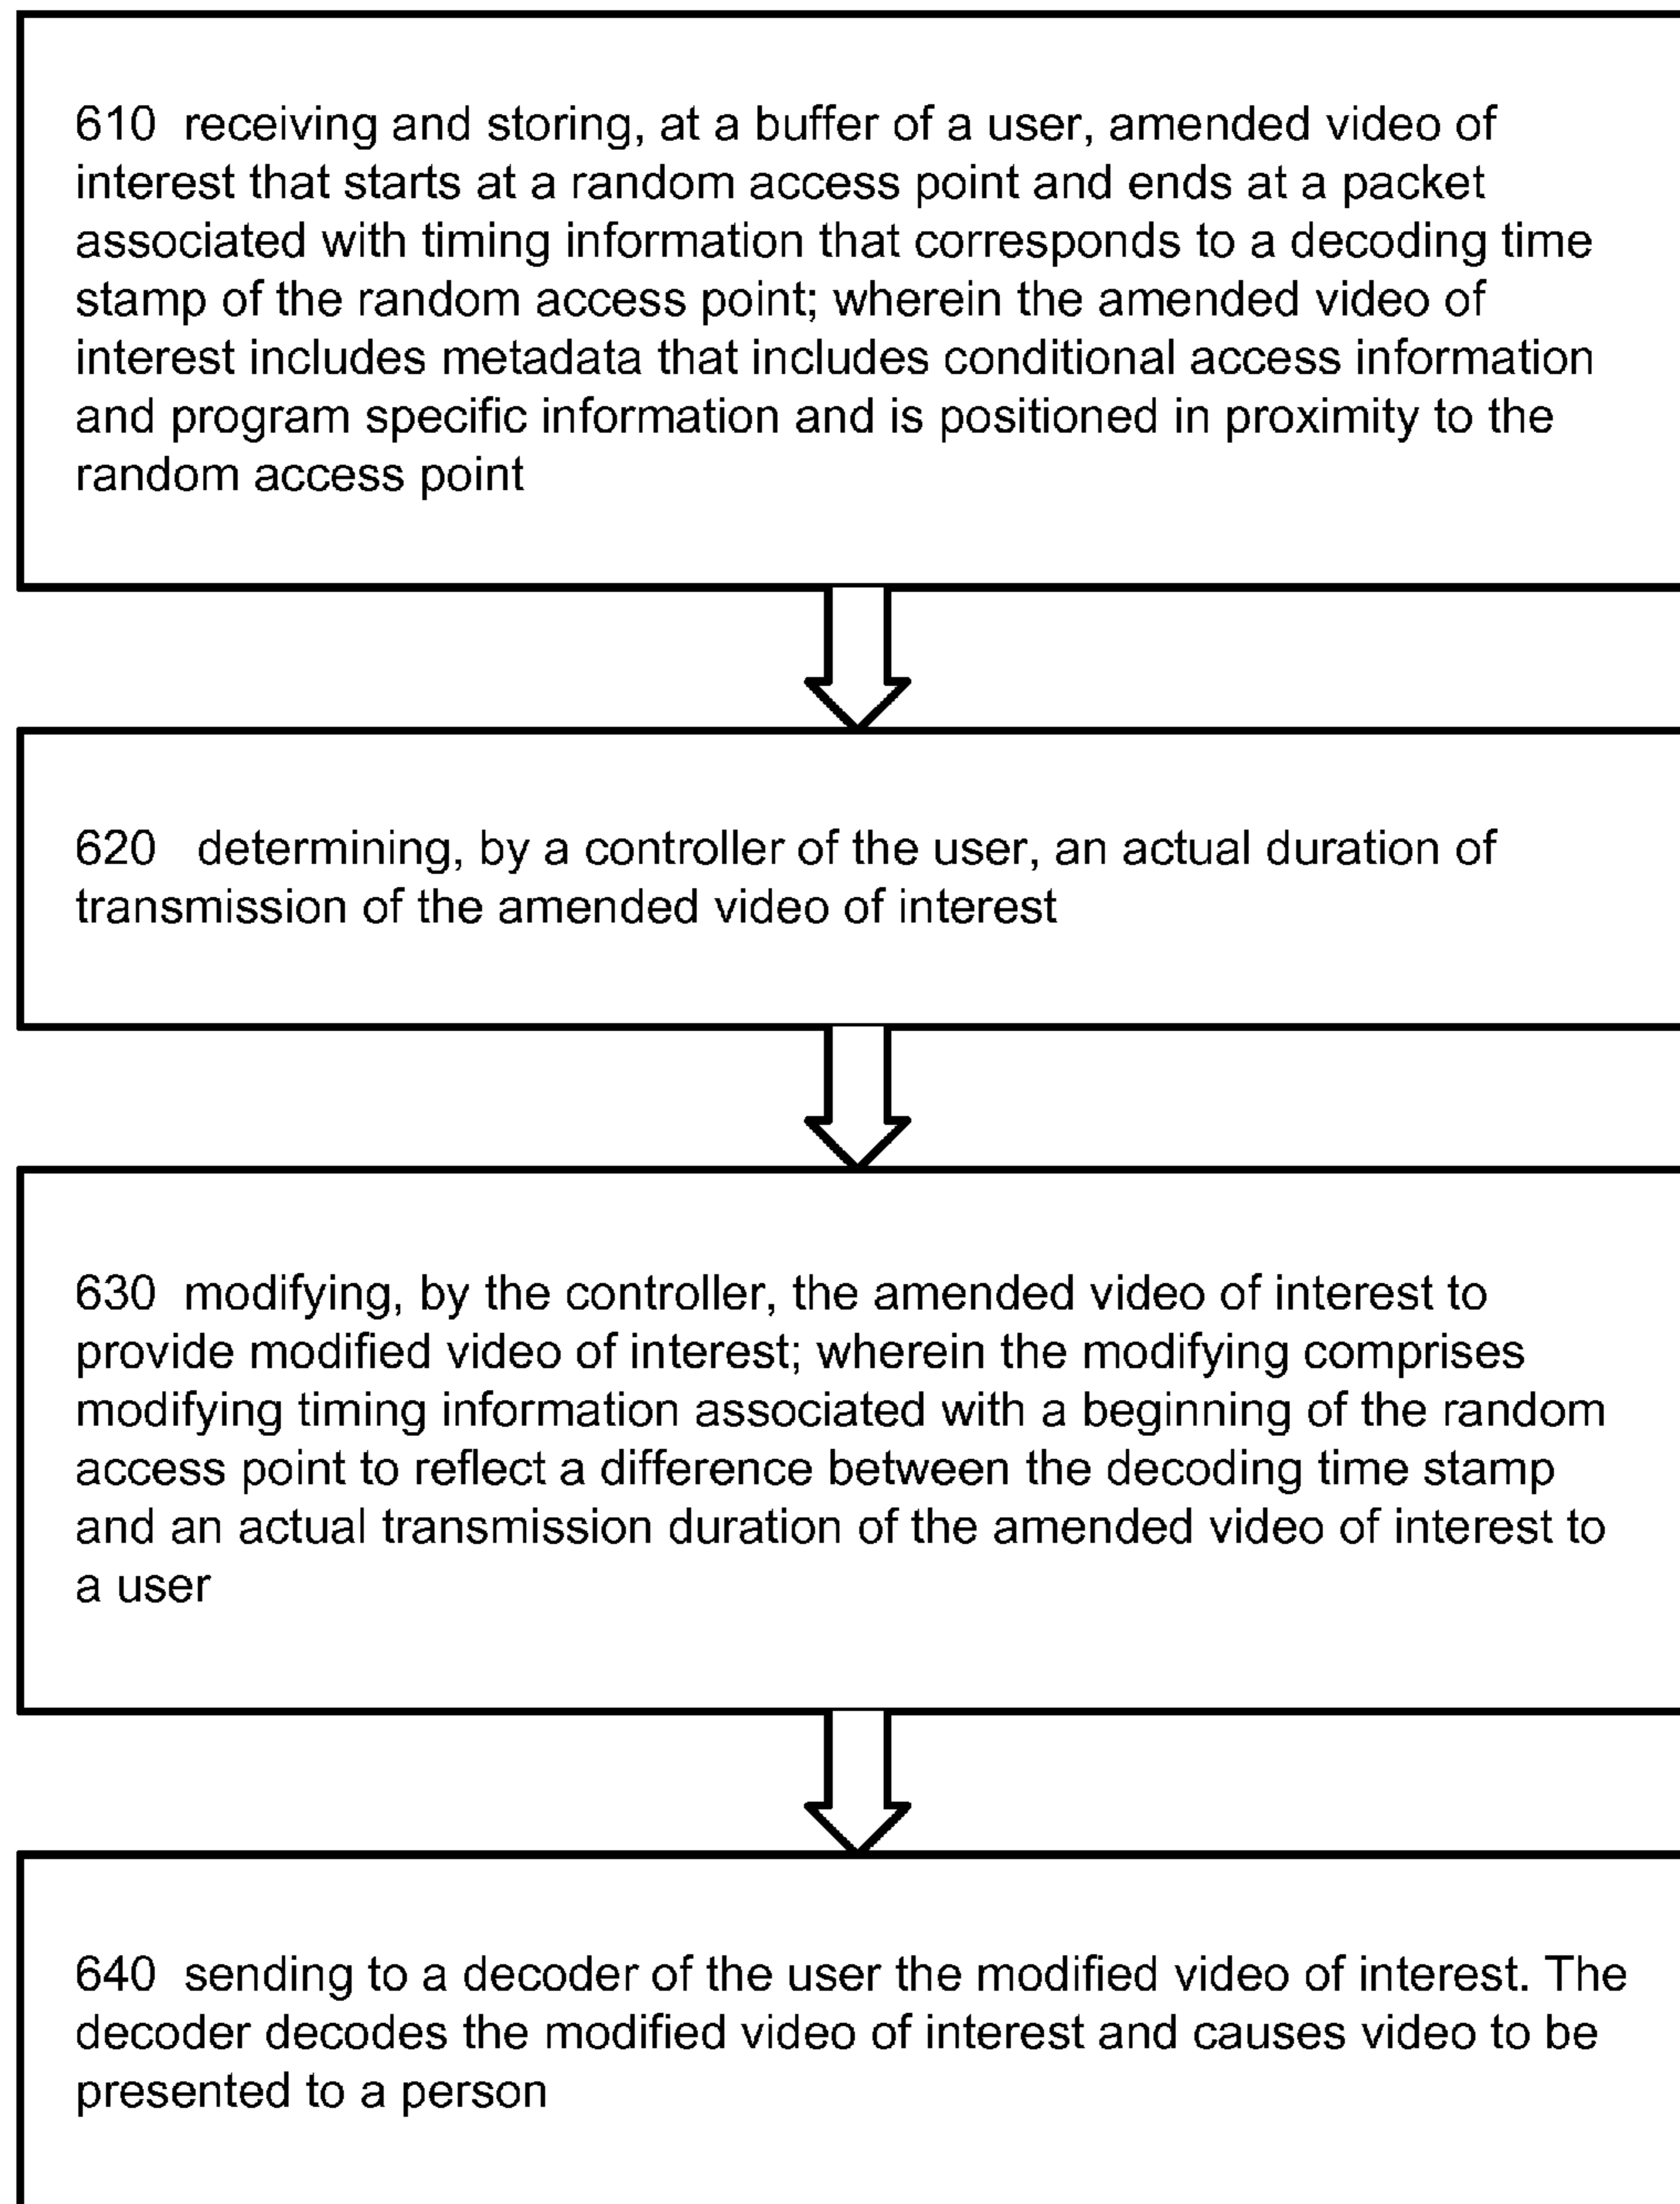 610 receiving and storing, at a buffer of a user, amended video of
interest that starts at a random access point and ends at a packet
associated with timing information that corresponds to a decoding time
stamp of the random access point; wherein the amended video of
interest includes metadata that includes conditional access information
and program specific information and is positioned in proximity to the
random access point
620 determining, by a controller of the user, an actual duration of
transmission of the amended video of interest
630 modifying, by the controller, the amended video of interest to
provide modified video of interest; wherein the modifying comprises
modifying timing information associated with a beginning of the random
access point to reflect a difference between the decoding time stamp
and an actual transmission duration of the amended video of interest to
a user
640 sending to a decoder of the user the modified video of interest. The
decoder decodes the modified video of interest and causes video to be
presented to a person